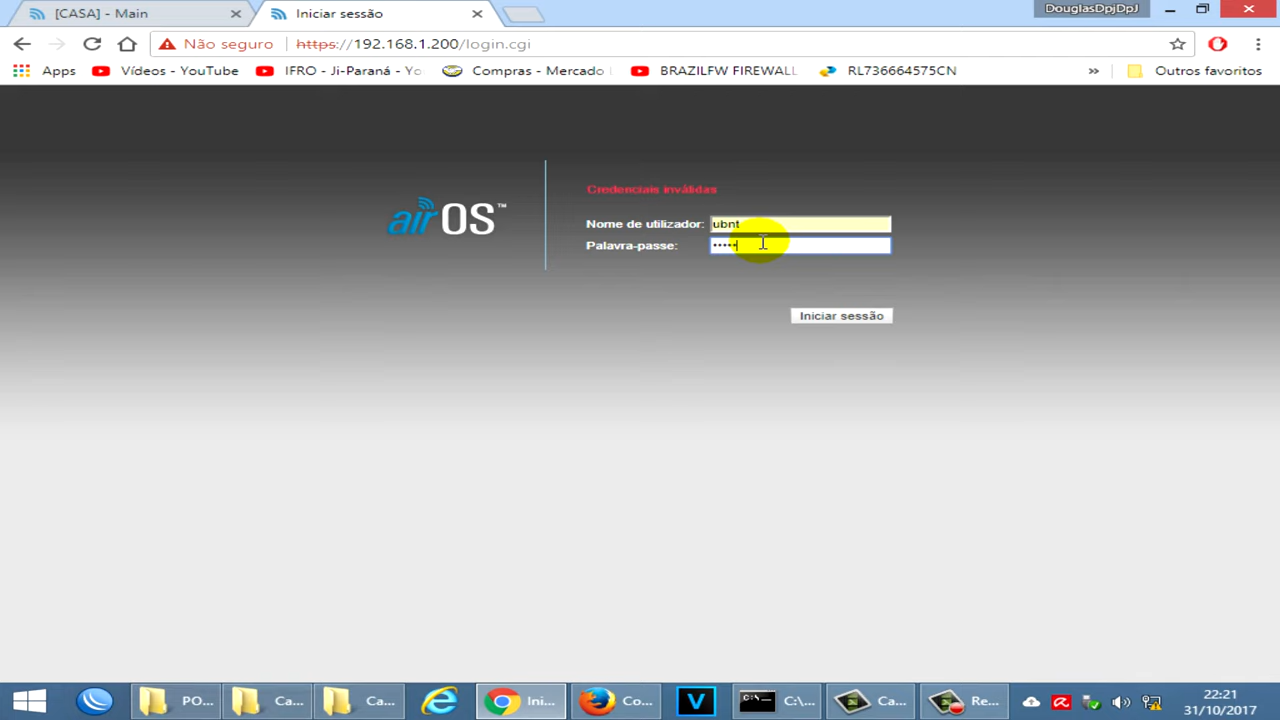 [CASA] - Main
Iniciar sessão
DouglasDpjDpJ
Não seguro
https://192.168.1.200/login.cgi
Apps
Vídeos - YouTube
IFRO - Ji-Paraná - Yo
Compras - Mercado
BRAZILFW FIREWALL
RL736664575CN
»
Outros favoritos
airOS™
Credenciais inválidas
Nome de utilizador: ubnt
Palavra-passe: •••••
Iniciar sessão
PO...
Ca...
Ca...
Ini...
Co...
V
C:\...
Ca...
Re...
22:21
31/10/2017